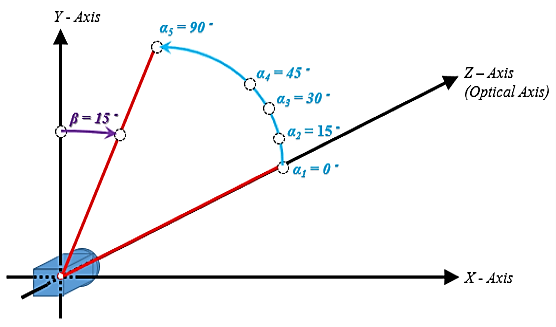 Y - Axis
α5 = 90 °
α4 = 45 °
Z – Axis
(Optical Axis)
α3 = 30 °
β = 15 °
α2 = 15 °
α1 = 0 °
X - Axis